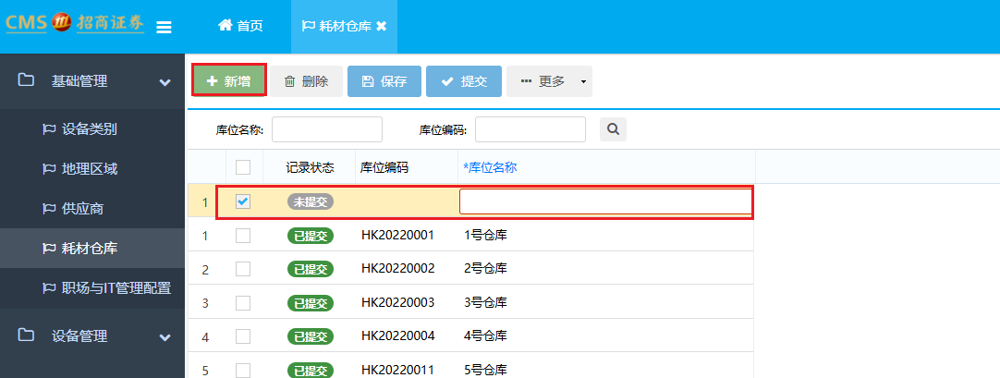 CMS 招商证券 首页 耗材仓库
基础管理
设备类别
地理区域
供应商
耗材仓库
职场与IT管理配置
设备管理
新增 删除 保存 提交 更多
库位名称: 库位编码:
记录状态 库位编码 *库位名称
1 未提交
1 已提交 HK20220001 1号仓库
2 已提交 HK20220002 2号仓库
3 已提交 HK20220003 3号仓库
4 已提交 HK20220004 4号仓库
5 已提交 HK20220011 5号仓库